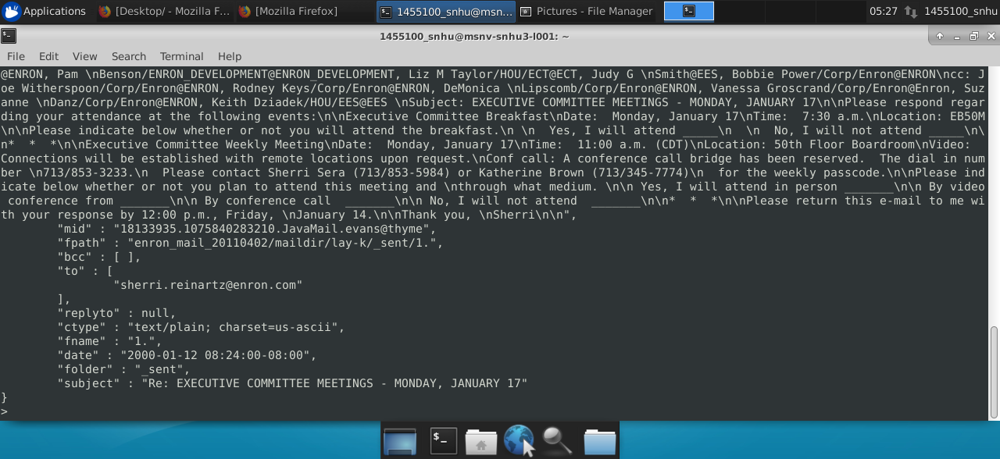 Applications
[Desktop/ - Mozilla F...
[Mozilla Firefox]
1455100_snhu@msn...
Pictures - File Manager
05:27
1455100_snhu
1455100_snhu@msnv-snhu3-l001: ~
File Edit View Search Terminal Help
@ENRON, Pam \nBenson/ENRON_DEVELOPMENT@ENRON_DEVELOPMENT, Liz M Taylor/HOU/ECT@ECT, Judy G \nSmith@EES, Bobbie Power/Corp/Enron@ENRON\ncc: J
oe Witherspoon/Corp/Enron@ENRON, Rodney Keys/Corp/Enron@ENRON, DeMonica \nLipscomb/Corp/Enron@ENRON, Vanessa Groscrand/Corp/Enron@Enron, Suz
anne \nDanz/Corp/Enron@ENRON, Keith Dziadek/HOU/EES@EES \nSubject: EXECUTIVE COMMITTEE MEETINGS - MONDAY, JANUARY 17\n\nPlease respond regar
ding your attendance at the following events:\n\nExecutive Committee Breakfast\nDate:  Monday, January 17\nTime:  7:30 a.m.\nLocation: EB50M
\n\nPlease indicate below whether or not you will attend the breakfast.\n \n  Yes, I will attend _____\n  \n  No, I will not attend _____\n\
n*  *  *\n\nExecutive Committee Weekly Meeting\nDate:  Monday, January 17\nTime:  11:00 a.m. (CDT)\nLocation: 50th Floor Boardroom\nVideo:
Connections will be established with remote locations upon request.\nConf call: A conference call bridge has been reserved.  The dial in num
ber \n713/853-3233.\n  Please contact Sherri Sera (713/853-5984) or Katherine Brown (713/345-7774)\n  for the weekly passcode.\n\nPlease ind
icate below whether or not you plan to attend this meeting and \nthrough what medium. \n\n Yes, I will attend in person _______\n\n By video
 conference from _______\n\n By conference call  _______\n\n No, I will not attend  _______\n\n*  *  *\n\nPlease return this e-mail to me wi
th your response by 12:00 p.m., Friday, \nJanuary 14.\n\nThank you, \nSherri\n\n",
"mid" : "18133935.1075840283210.JavaMail.evans@thyme",
"fpath" : "enron_mail_20110402/maildir/lay-k/_sent/1.",
"bcc" : [ ],
"to" : [
"sherri.reinartz@enron.com"
],
"replyto" : null,
"ctype" : "text/plain; charset=us-ascii",
"fname" : "1.",
"date" : "2000-01-12 08:24:00-08:00",
"folder" : "_sent",
"subject" : "Re: EXECUTIVE COMMITTEE MEETINGS - MONDAY, JANUARY 17"
}
>